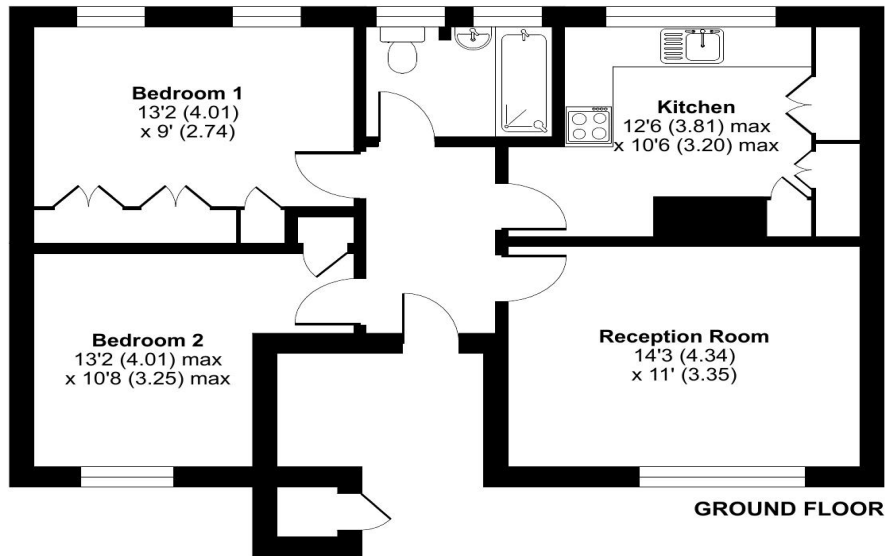 Bedroom 1
13'2 (4.01)
x 9' (2.74)
Kitchen
12'6 (3.81) max
x 10'6 (3.20) max
Bedroom 2
13'2 (4.01) max
x 10'8 (3.25) max
Reception Room
14'3 (4.34)
x 11' (3.35)
GROUND FLOOR